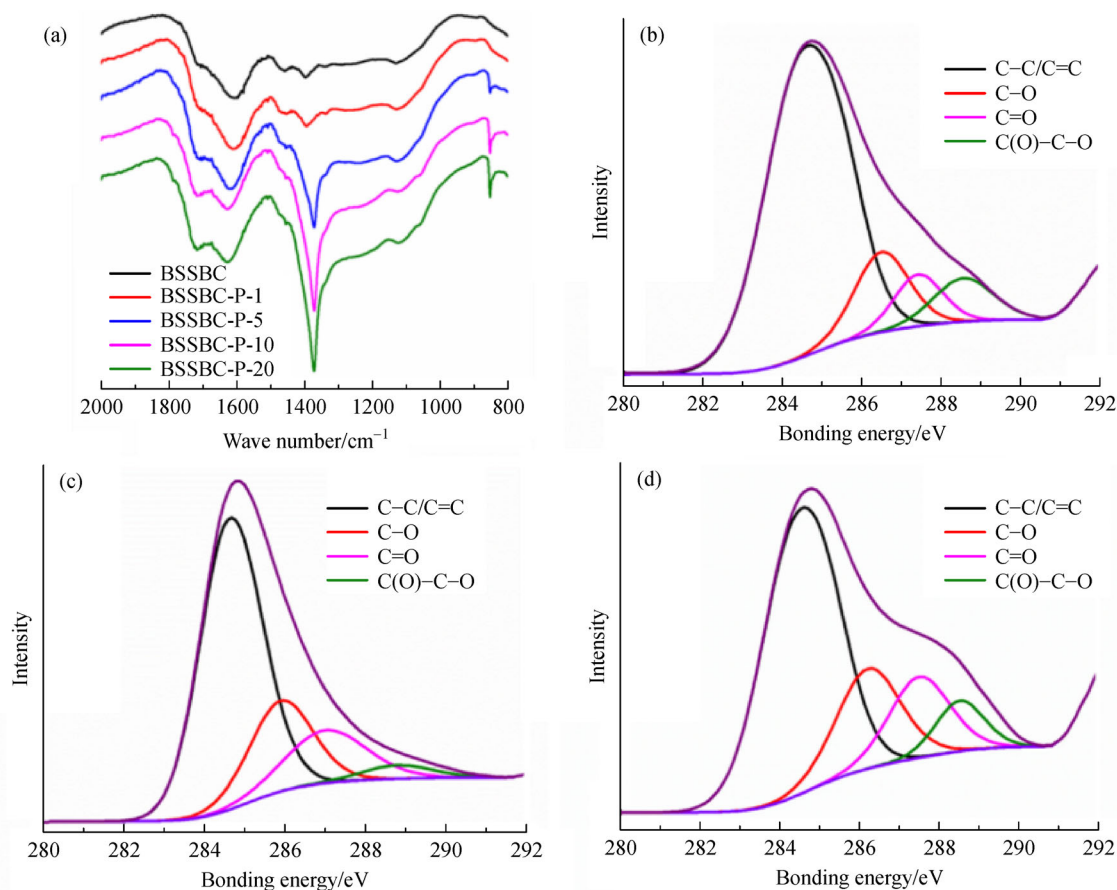 (a)
BSSBC
BSSBC-P-1
BSSBC-P-5
BSSBC-P-10
BSSBC-P-20
2000 1800 1600 1400 1200 1000 800
Wave number/cm⁻¹
(b)
C−C/C=C
C−O
C=O
C(O)−C−O
Intensity
280 282 284 286 288 290 292
Bonding energy/eV
(c)
C−C/C=C
C−O
C=O
C(O)−C−O
Intensity
280 282 284 286 288 290 292
Bonding energy/eV
(d)
C−C/C=C
C−O
C=O
C(O)−C−O
Intensity
280 282 284 286 288 290 292
Bonding energy/eV